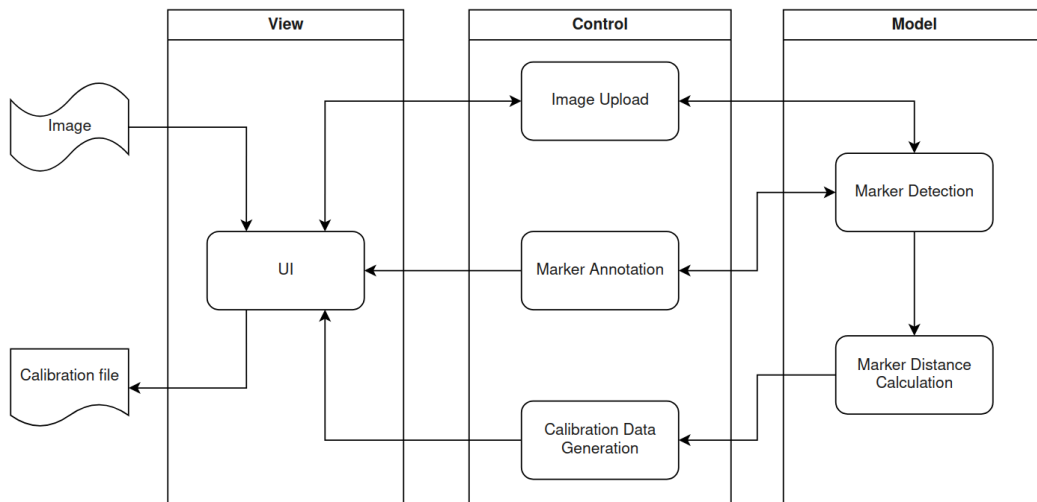 View
Control
Model
Image
Image Upload
Marker Detection
UI
Marker Annotation
Calibration file
Marker Distance
Calculation
Calibration Data
Generation